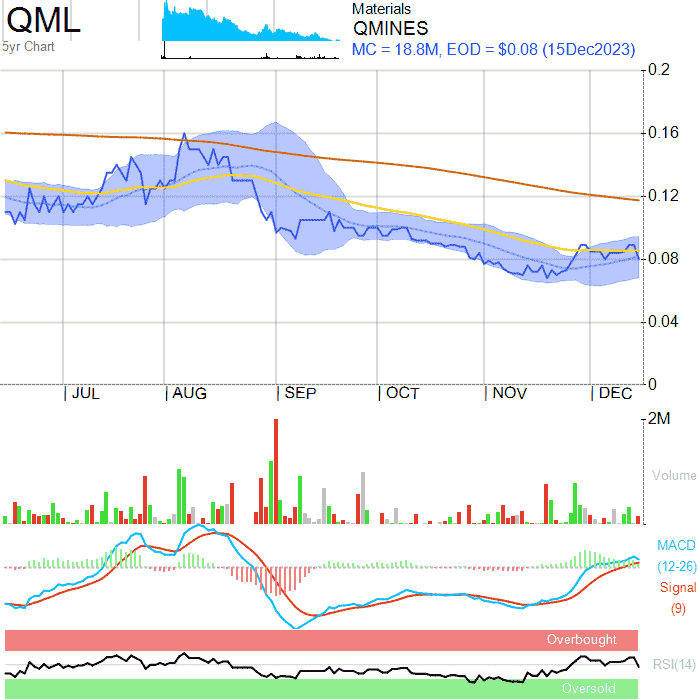 QML
5yr Chart
Materials
QMINES
MC = 18.8M, EOD = $0.08 (15Dec2023)
0.2
0.16
0.12
0.08
0.04
0
JUL AUG SEP OCT NOV DEC
2M
Volume
MACD
(12-26)
Signal
(9)
Overbought
RSI(14)
Oversold